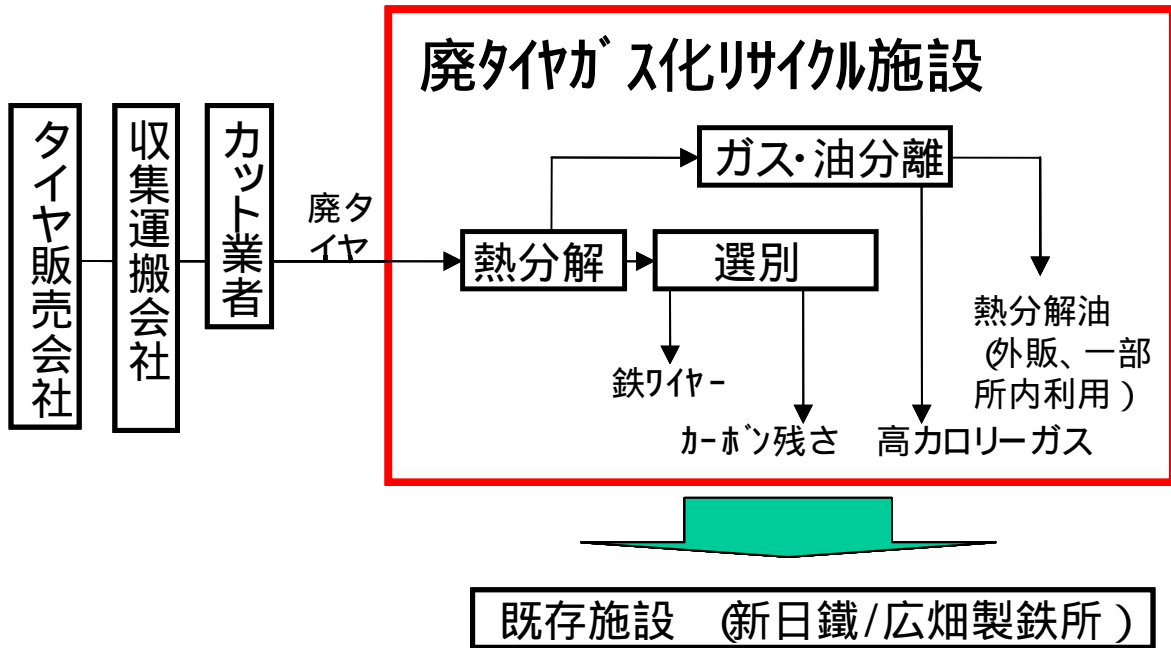 廃タイヤガス化リサイクル施設
タイヤ販売会社
収集運搬会社
カット業者
廃タ
イヤ
ガス・油分離
熱分解
選別
熱分解油
(外販、一部
所内利用)
鉄ﾜｲﾔｰ
ｶｰﾎﾞﾝ残さ
高カロリーガス
既存施設 (新日鐵/広畑製鉄所)